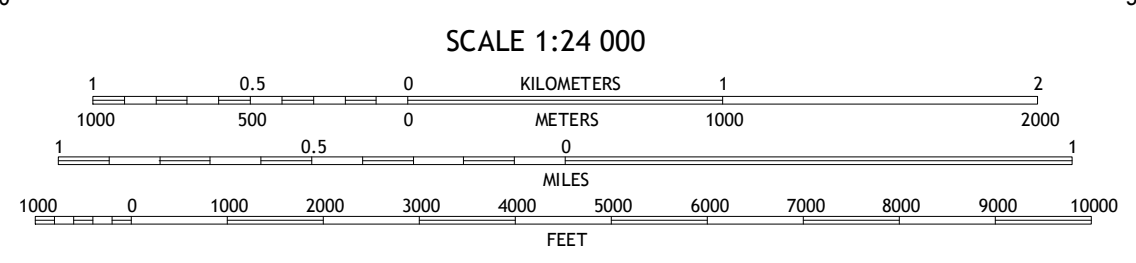 SCALE 1:24 000
1 0.5 0 KILOMETERS 1 2
1000 500 0 METERS 1000 2000
1 0.5 0 1
MILES
1000 0 1000 2000 3000 4000 5000 6000 7000 8000 9000 10000
FEET